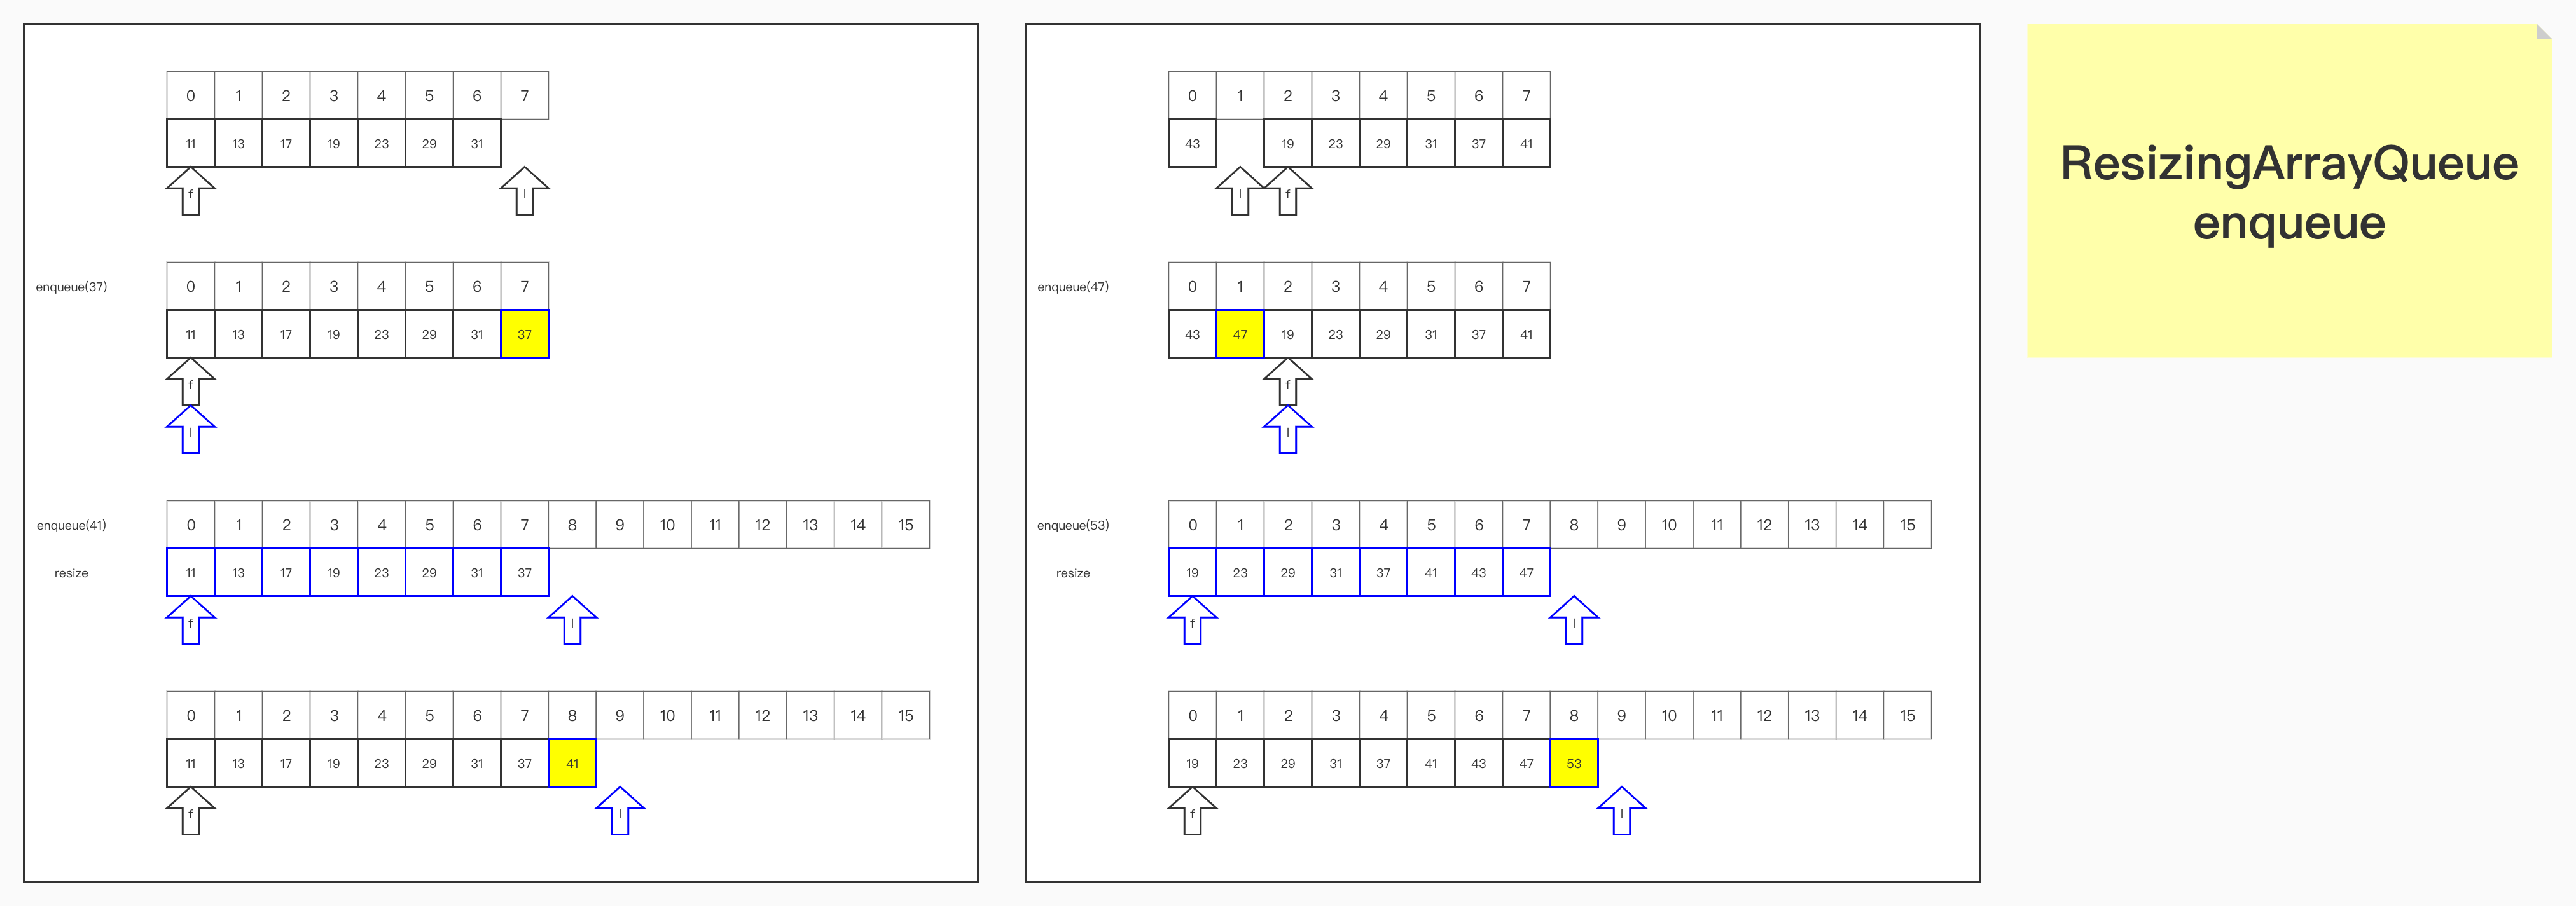 0 1 2 3 4 5 6 7
11 13 17 19 23 29 31
f l
enqueue(37) 0 1 2 3 4 5 6 7
11 13 17 19 23 29 31 37
f
l
enqueue(41) 0 1 2 3 4 5 6 7 8 9 10 11 12 13 14 15
resize 11 13 17 19 23 29 31 37
f l
0 1 2 3 4 5 6 7 8 9 10 11 12 13 14 15
11 13 17 19 23 29 31 37 41
f l
0 1 2 3 4 5 6 7
43 19 23 29 31 37 41
l f
enqueue(47) 0 1 2 3 4 5 6 7
43 47 19 23 29 31 37 41
f
l
enqueue(53) 0 1 2 3 4 5 6 7 8 9 10 11 12 13 14 15
resize 19 23 29 31 37 41 43 47
f l
0 1 2 3 4 5 6 7 8 9 10 11 12 13 14 15
19 23 29 31 37 41 43 47 53
f l
ResizingArrayQueue
enqueue